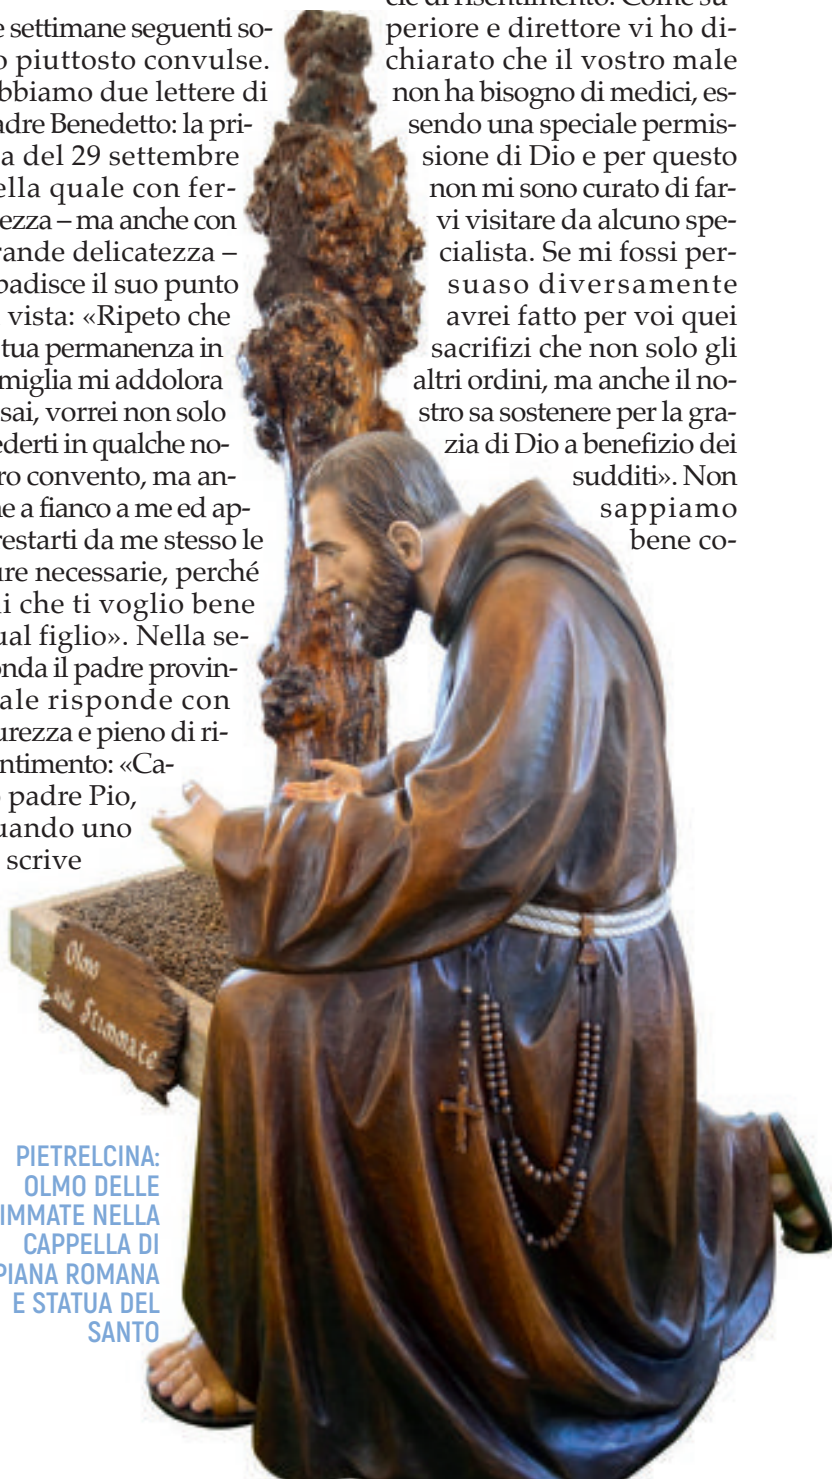 e settimane seguenti so-
o piuttosto convulse.
bbiamo due lettere di
adre Benedetto: la pri-
a del 29 settembre
ella quale con fer-
ezza – ma anche con
rande delicatezza –
badisce il suo punto
vista: «Ripeto che
tua permanenza in
miglia mi addolora
sai, vorrei non solo
ederti in qualche no-
ro convento, ma an-
e a fianco a me ed ap-
restarti da me stesso le
ure necessarie, perché
i che ti voglio bene
ual figlio». Nella se-
onda il padre provin-
ale risponde con
urezza e pieno di ri-
ntimento: «Ca-
padre Pio,
uando uno
scrive
cie di risentimento. Come su-
periore e direttore vi ho di-
chiarato che il vostro male
non ha bisogno di medici, es-
sendo una speciale permis-
sione di Dio e per questo
non mi sono curato di far-
vi visitare da alcuno spe-
cialista. Se mi fossi per-
suaso diversamente
avrei fatto per voi quei
sacrifizi che non solo gli
altri ordini, ma anche il no-
stro sa sostenere per la gra-
zia di Dio a benefizio dei
sudditi». Non
sappiamo
bene co-
Olmo
delle Stimmate
PIETRELCINA:
OLMO DELLE
IMMATE NELLA
CAPPELLA DI
PIANA ROMANA
E STATUA DEL
SANTO